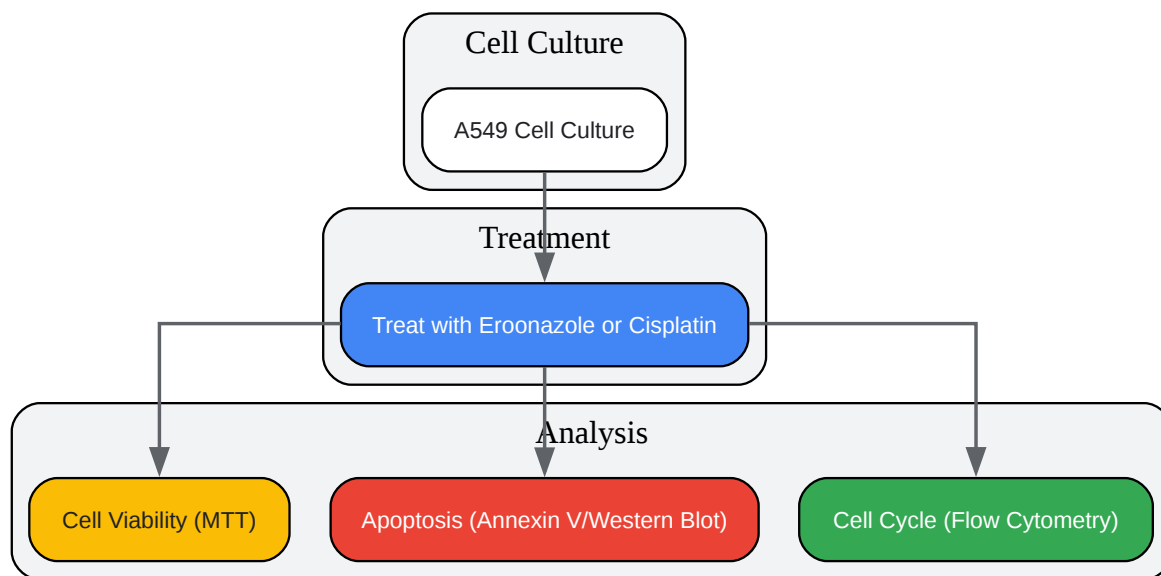 Cell Culture
A549 Cell Culture
Treatment
Treat with Eroonazole or Cisplatin
Analysis
Cell Viability (MTT)
Apoptosis (Annexin V/Western Blot)
Cell Cycle (Flow Cytometry)